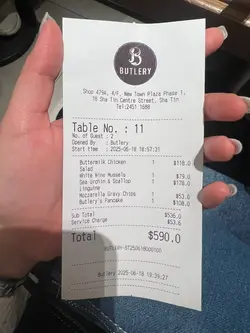 B
BUTLERY
Shop 479A, 4/F, New Town Plaza Phase 1,
18 Sha Tin Centre Street, Sha Tin
Tel:2451 1688
Table No. : 11
No. of Guest : 2
Opened By : Butlery
Start time : 2025-06-18 18:57:31
Buttermilk Chicken 1 $118.0
Salad
White Wine Mussels 1 $79.0
Sea Urchin & Scallop 1 $178.0
Linguine
Mozzarella Gravy Chips 1 $53.0
Butlery's Pancake 1 $108.0
Sub Total $536.0
Service Charge $53.6
Total $590.0
Butlery 2025-06-18 19:39:27